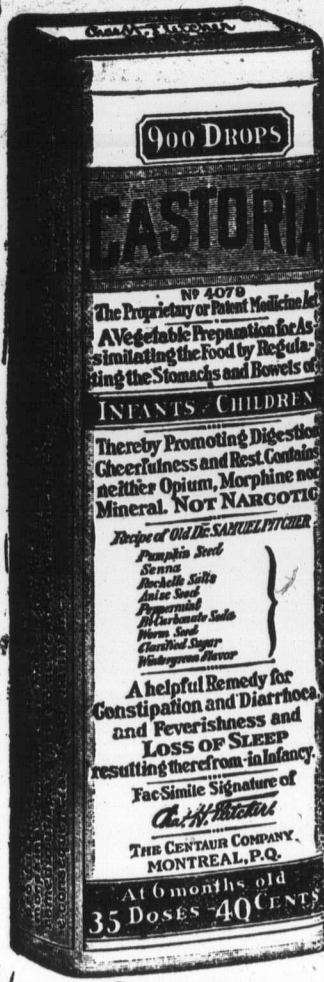 Chas. H. Fletcher
900 DROPS
CASTORIA
Nº 4079
The Proprietary or Patent Medicine Act
A Vegetable Preparation for As-
similating the Food by Regula-
ting the Stomachs and Bowels of
INFANTS CHILDREN
Thereby Promoting Digestion
Cheerfulness and Rest. Contains
neither Opium, Morphine nor
Mineral. NOT NARCOTIC
Recipe of Old Dr. SAMUEL PITCHER
Pumpkin Seed
Senna
Rochelle Salts
Anise Seed
Peppermint
Bi Carbonate Soda
Worm Seed
Clarified Sugar
Wintergreen Flavor
A helpful Remedy for
Constipation and Diarrhoea,
and Feverishness and
LOSS OF SLEEP
resulting therefrom-in Infancy.
Fac-Simile Signature of
Chas. H. Fletcher.
THE CENTAUR COMPANY.
MONTREAL, P.Q.
At 6 months old
35 DOSES - 40 CENTS